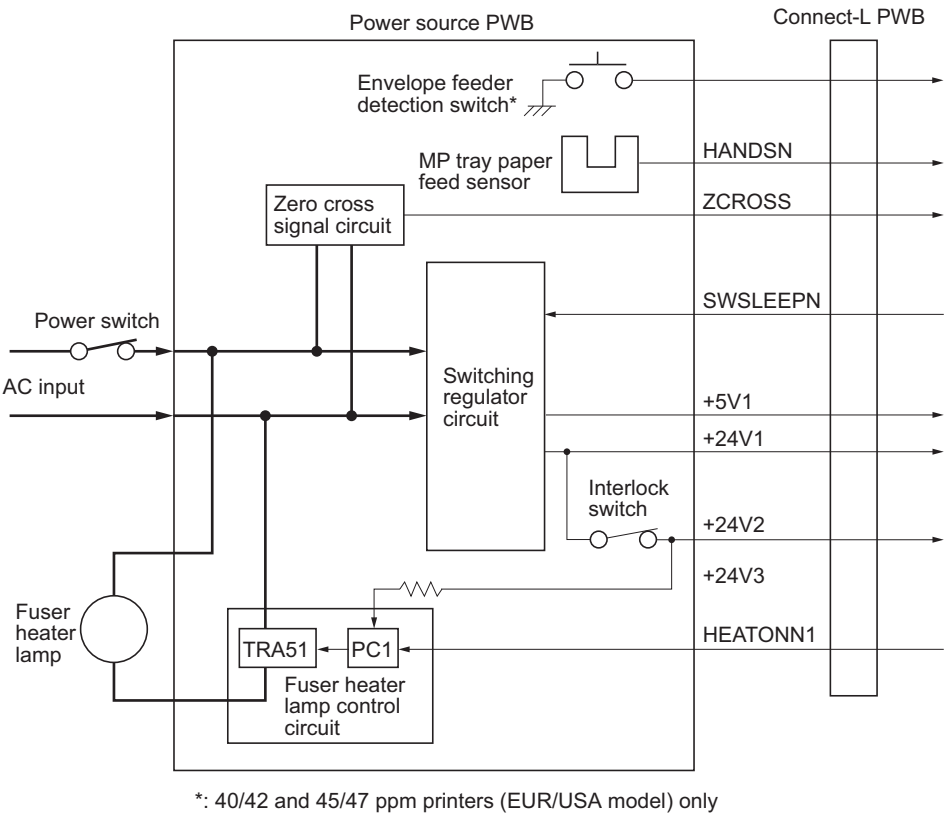 Power source PWB
Connect-L PWB
Envelope feeder
detection switch*
MP tray paper
feed sensor
HANDSN
Zero cross
signal circuit
ZCROSS
SWSLEEPN
Power switch
AC input
Switching
regulator
circuit
+5V1
+24V1
Interlock
switch
+24V2
+24V3
Fuser
heater
lamp
TRA51
PC1
HEATONN1
Fuser heater
lamp control
circuit
*: 40/42 and 45/47 ppm printers (EUR/USA model) only